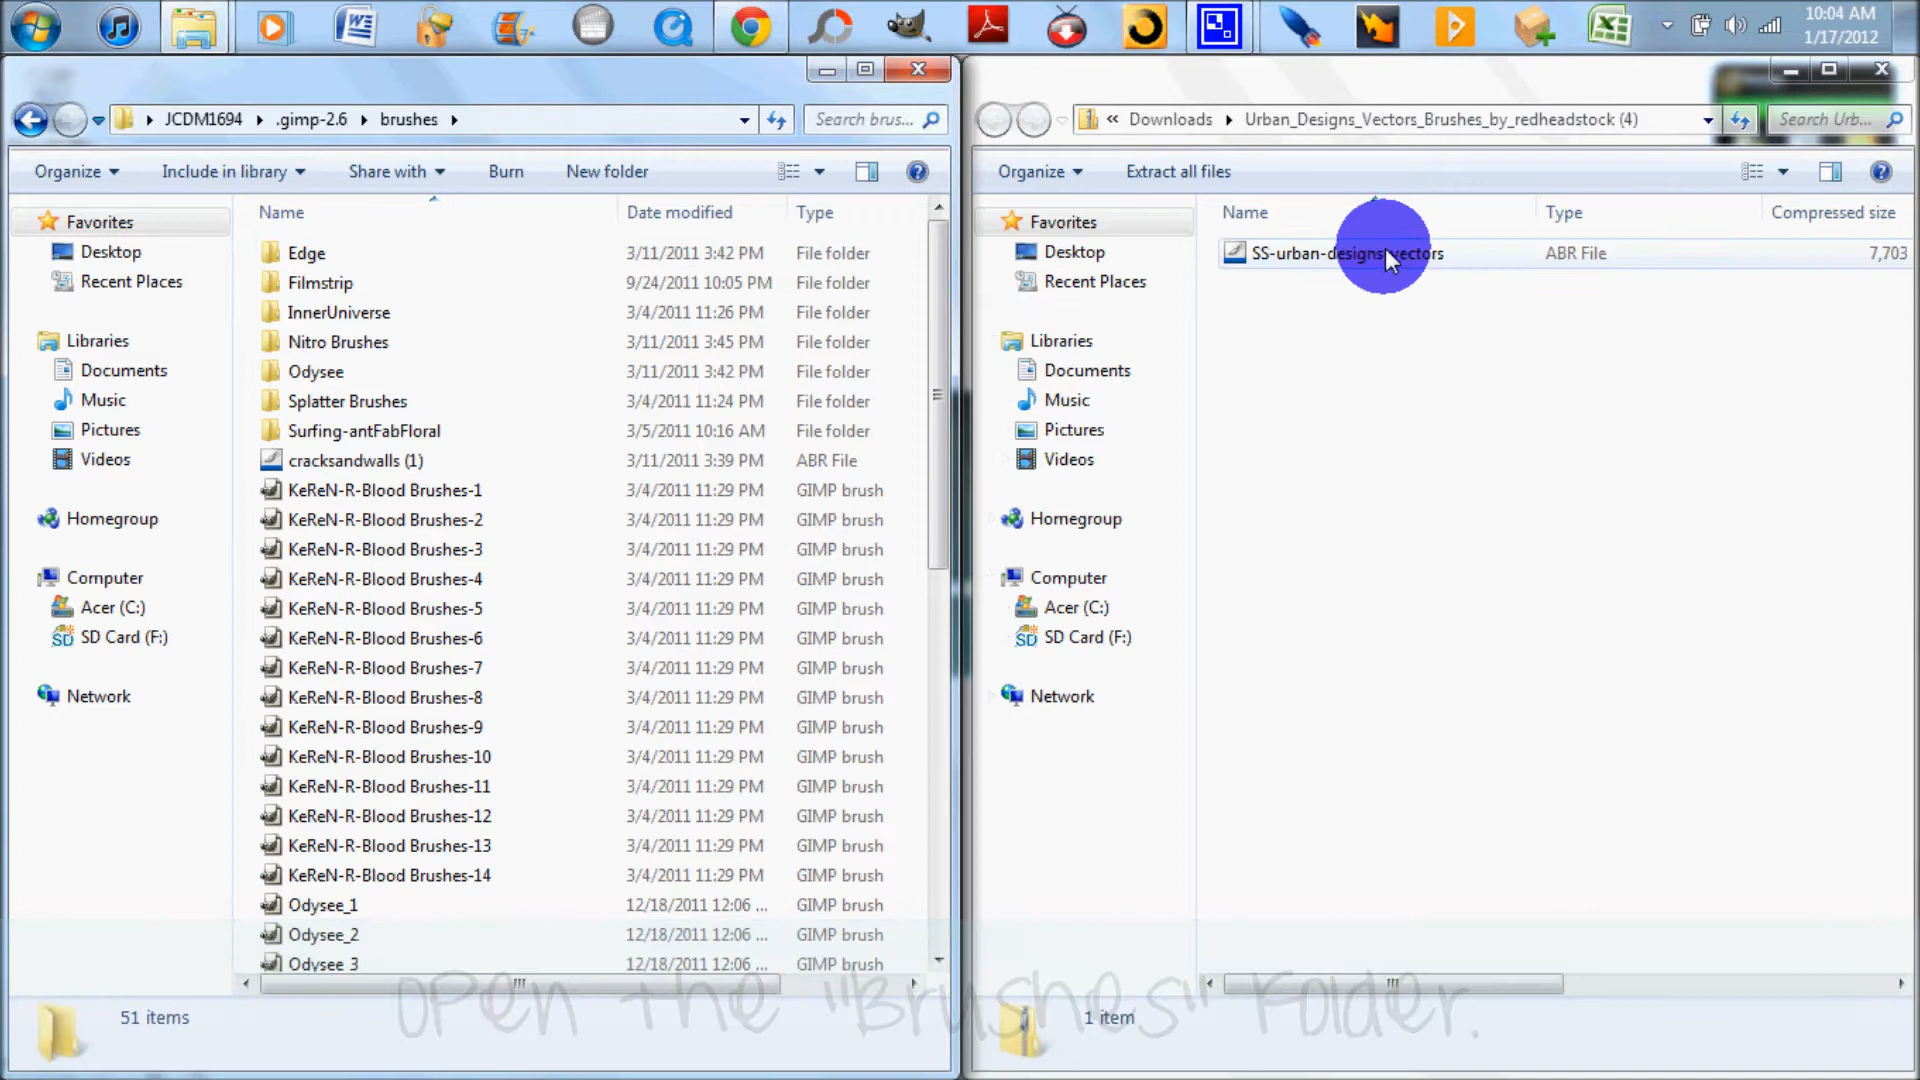 10:04 AM
1/17/2012
JCDM1694 .gimp-2.6 brushes
Search brus...
Organize Include in library Share with Burn New folder
Name Date modified Type
Favorites
Desktop
Recent Places
Libraries
Documents
Music
Pictures
Videos
Homegroup
Computer
Acer (C:)
SD Card (F:)
Network
Edge 3/11/2011 3:42 PM File folder
Filmstrip 9/24/2011 10:05 PM File folder
InnerUniverse 3/4/2011 11:26 PM File folder
Nitro Brushes 3/11/2011 3:45 PM File folder
Odysee 3/11/2011 3:42 PM File folder
Splatter Brushes 3/4/2011 11:24 PM File folder
Surfing-antFabFloral 3/5/2011 10:16 AM File folder
cracksandwalls (1) 3/11/2011 3:39 PM ABR File
KeReN-R-Blood Brushes-1 3/4/2011 11:29 PM GIMP brush
KeReN-R-Blood Brushes-2 3/4/2011 11:29 PM GIMP brush
KeReN-R-Blood Brushes-3 3/4/2011 11:29 PM GIMP brush
KeReN-R-Blood Brushes-4 3/4/2011 11:29 PM GIMP brush
KeReN-R-Blood Brushes-5 3/4/2011 11:29 PM GIMP brush
KeReN-R-Blood Brushes-6 3/4/2011 11:29 PM GIMP brush
KeReN-R-Blood Brushes-7 3/4/2011 11:29 PM GIMP brush
KeReN-R-Blood Brushes-8 3/4/2011 11:29 PM GIMP brush
KeReN-R-Blood Brushes-9 3/4/2011 11:29 PM GIMP brush
KeReN-R-Blood Brushes-10 3/4/2011 11:29 PM GIMP brush
KeReN-R-Blood Brushes-11 3/4/2011 11:29 PM GIMP brush
KeReN-R-Blood Brushes-12 3/4/2011 11:29 PM GIMP brush
KeReN-R-Blood Brushes-13 3/4/2011 11:29 PM GIMP brush
KeReN-R-Blood Brushes-14 3/4/2011 11:29 PM GIMP brush
Odysee_1 12/18/2011 12:06 ... GIMP brush
Odysee_2 12/18/2011 12:06 ... GIMP brush
Odysee_3 12/18/2011 12:06 ... GIMP brush
51 items
« Downloads Urban_Designs_Vectors_Brushes_by_redheadstock (4)
Search Urb...
Organize Extract all files
Name Type Compressed size
Favorites
Desktop
Recent Places
Libraries
Documents
Music
Pictures
Videos
Homegroup
Computer
Acer (C:)
SD Card (F:)
Network
SS-urban-designs-vectors ABR File 7,703
1 item
open the "Brushes" Folder.